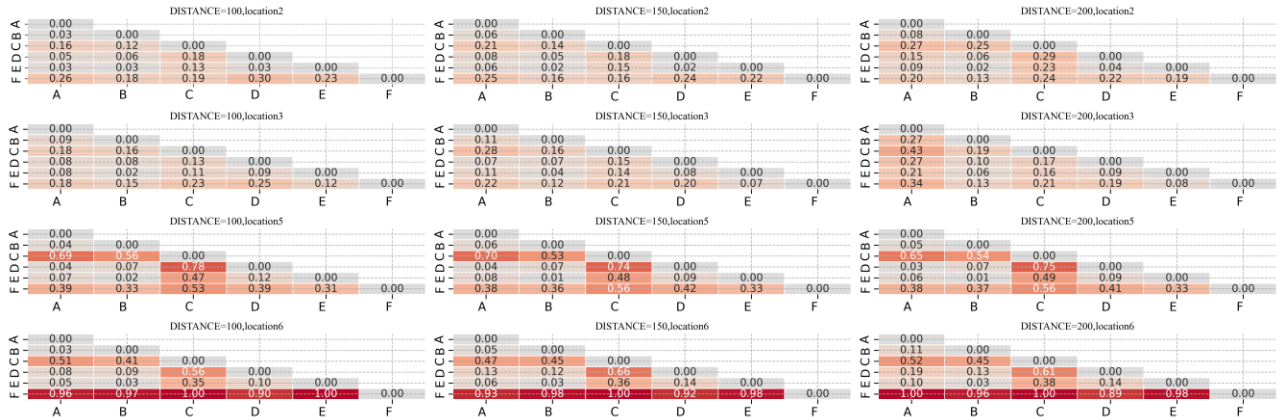 DISTANCE=100,location2 DISTANCE=150,location2 DISTANCE=200,location2
A 0.00 0.00 0.00
B 0.03 0.00 0.06 0.00 0.08 0.00
C 0.16 0.12 0.00 0.21 0.14 0.00 0.27 0.25 0.00
D 0.05 0.06 0.18 0.00 0.08 0.05 0.18 0.00 0.15 0.06 0.29 0.00
E 0.03 0.03 0.13 0.03 0.00 0.06 0.02 0.15 0.02 0.00 0.09 0.02 0.23 0.04 0.00
F 0.26 0.18 0.19 0.30 0.23 0.00 0.25 0.16 0.16 0.24 0.22 0.00 0.20 0.13 0.24 0.22 0.19 0.00
A B C D E F A B C D E F A B C D E F
DISTANCE=100,location3 DISTANCE=150,location3 DISTANCE=200,location3
A 0.00 0.00 0.00
B 0.09 0.00 0.11 0.00 0.27 0.00
C 0.18 0.16 0.00 0.28 0.16 0.00 0.43 0.19 0.00
D 0.08 0.08 0.13 0.00 0.07 0.07 0.15 0.00 0.27 0.10 0.17 0.00
E 0.08 0.02 0.11 0.09 0.00 0.11 0.04 0.14 0.08 0.00 0.21 0.06 0.16 0.09 0.00
F 0.18 0.15 0.23 0.25 0.12 0.00 0.22 0.12 0.21 0.20 0.07 0.00 0.34 0.13 0.21 0.19 0.08 0.00
A B C D E F A B C D E F A B C D E F
DISTANCE=100,location5 DISTANCE=150,location5 DISTANCE=200,location5
A 0.00 0.00 0.00
B 0.04 0.00 0.06 0.00 0.05 0.00
C 0.69 0.56 0.00 0.70 0.53 0.00 0.65 0.54 0.00
D 0.04 0.07 0.78 0.00 0.04 0.07 0.74 0.00 0.03 0.07 0.75 0.00
E 0.07 0.02 0.47 0.12 0.00 0.08 0.01 0.48 0.09 0.00 0.06 0.01 0.49 0.09 0.00
F 0.39 0.33 0.53 0.39 0.31 0.00 0.38 0.36 0.56 0.42 0.33 0.00 0.38 0.37 0.56 0.41 0.33 0.00
A B C D E F A B C D E F A B C D E F
DISTANCE=100,location6 DISTANCE=150,location6 DISTANCE=200,location6
A 0.00 0.00 0.00
B 0.03 0.00 0.05 0.00 0.11 0.00
C 0.51 0.41 0.00 0.47 0.45 0.00 0.52 0.45 0.00
D 0.08 0.09 0.56 0.00 0.13 0.12 0.66 0.00 0.19 0.13 0.61 0.00
E 0.05 0.03 0.35 0.10 0.00 0.06 0.03 0.36 0.14 0.00 0.10 0.03 0.38 0.14 0.00
F 0.96 0.97 1.00 0.90 1.00 0.00 0.93 0.98 1.00 0.92 0.98 0.00 1.00 0.96 1.00 0.89 0.98 0.00
A B C D E F A B C D E F A B C D E F